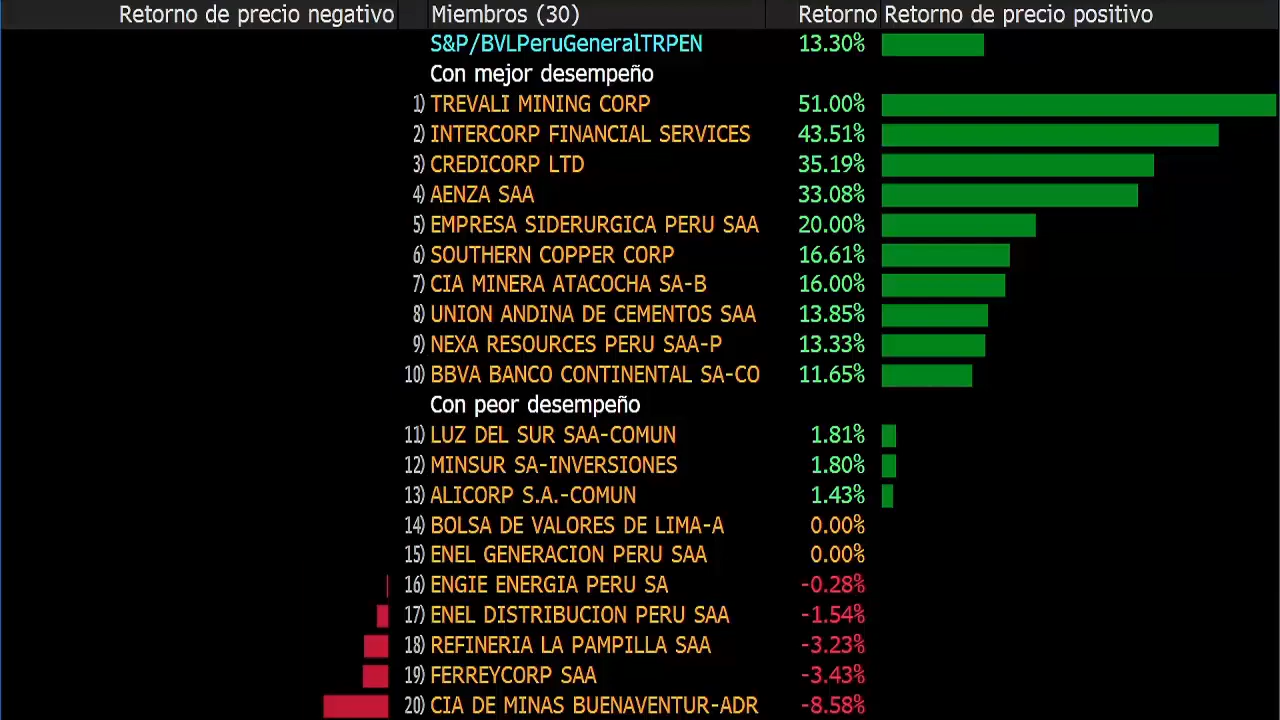 Retorno de precio negativo Miembros (30) Retorno Retorno de precio positivo
S&P/BVLPeruGeneralTRPEN 13.30%
Con mejor desempeño
1) TREVALI MINING CORP 51.00%
2) INTERCORP FINANCIAL SERVICES 43.51%
3) CREDICORP LTD 35.19%
4) AENZA SAA 33.08%
5) EMPRESA SIDERURGICA PERU SAA 20.00%
6) SOUTHERN COPPER CORP 16.61%
7) CIA MINERA ATACOCHA SA-B 16.00%
8) UNION ANDINA DE CEMENTOS SAA 13.85%
9) NEXA RESOURCES PERU SAA-P 13.33%
10) BBVA BANCO CONTINENTAL SA-CO 11.65%
Con peor desempeño
11) LUZ DEL SUR SAA-COMUN 1.81%
12) MINSUR SA-INVERSIONES 1.80%
13) ALICORP S.A.-COMUN 1.43%
14) BOLSA DE VALORES DE LIMA-A 0.00%
15) ENEL GENERACION PERU SAA 0.00%
16) ENGIE ENERGIA PERU SA -0.28%
17) ENEL DISTRIBUCION PERU SAA -1.54%
18) REFINERIA LA PAMPILLA SAA -3.23%
19) FERREYCORP SAA -3.43%
20) CIA DE MINAS BUENAVENTUR-ADR -8.58%